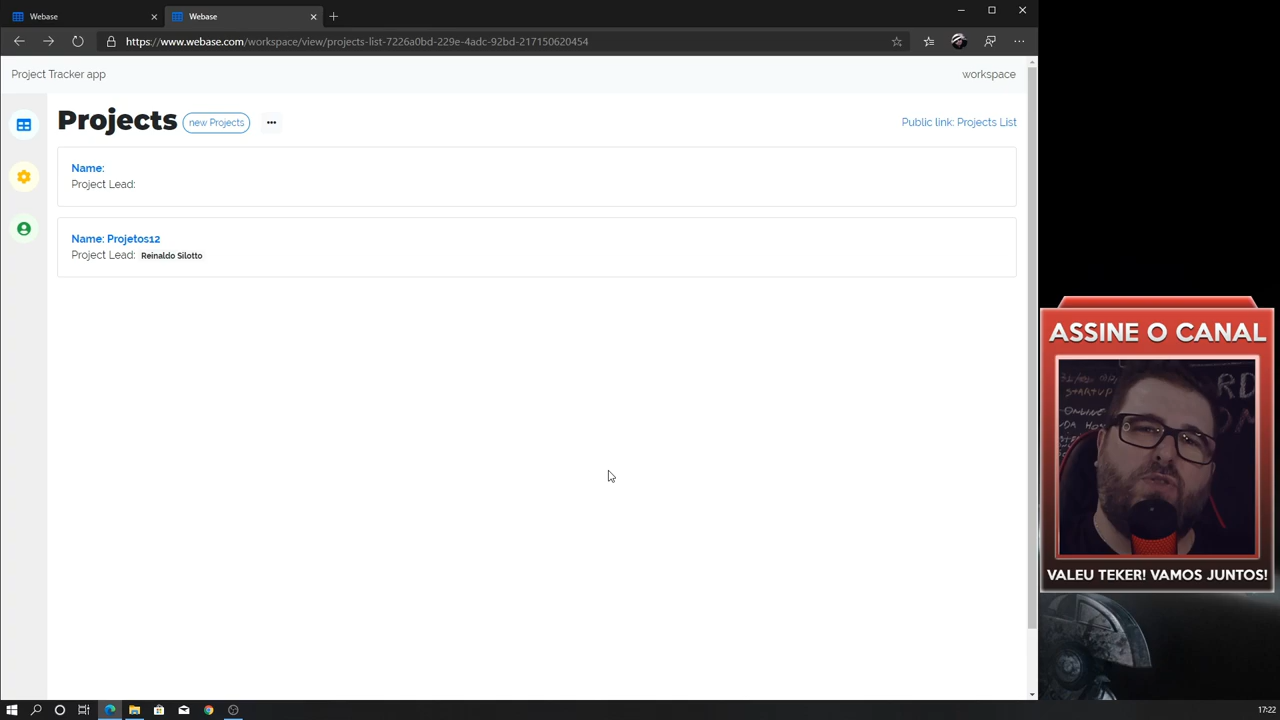 Webase
Webase
https://www.webase.com/workspace/view/projects-list-7226a0bd-229e-4adc-92bd-217150620454
Project Tracker app
workspace
Projects
new Projects
Public link: Projects List
Name:
Project Lead:
Name: Projetos12
Project Lead: Reinaldo Silotto
ASSINE O CANAL
STARTUP
ONLINE
VALEU TEKER! VAMOS JUNTOS!
17:22